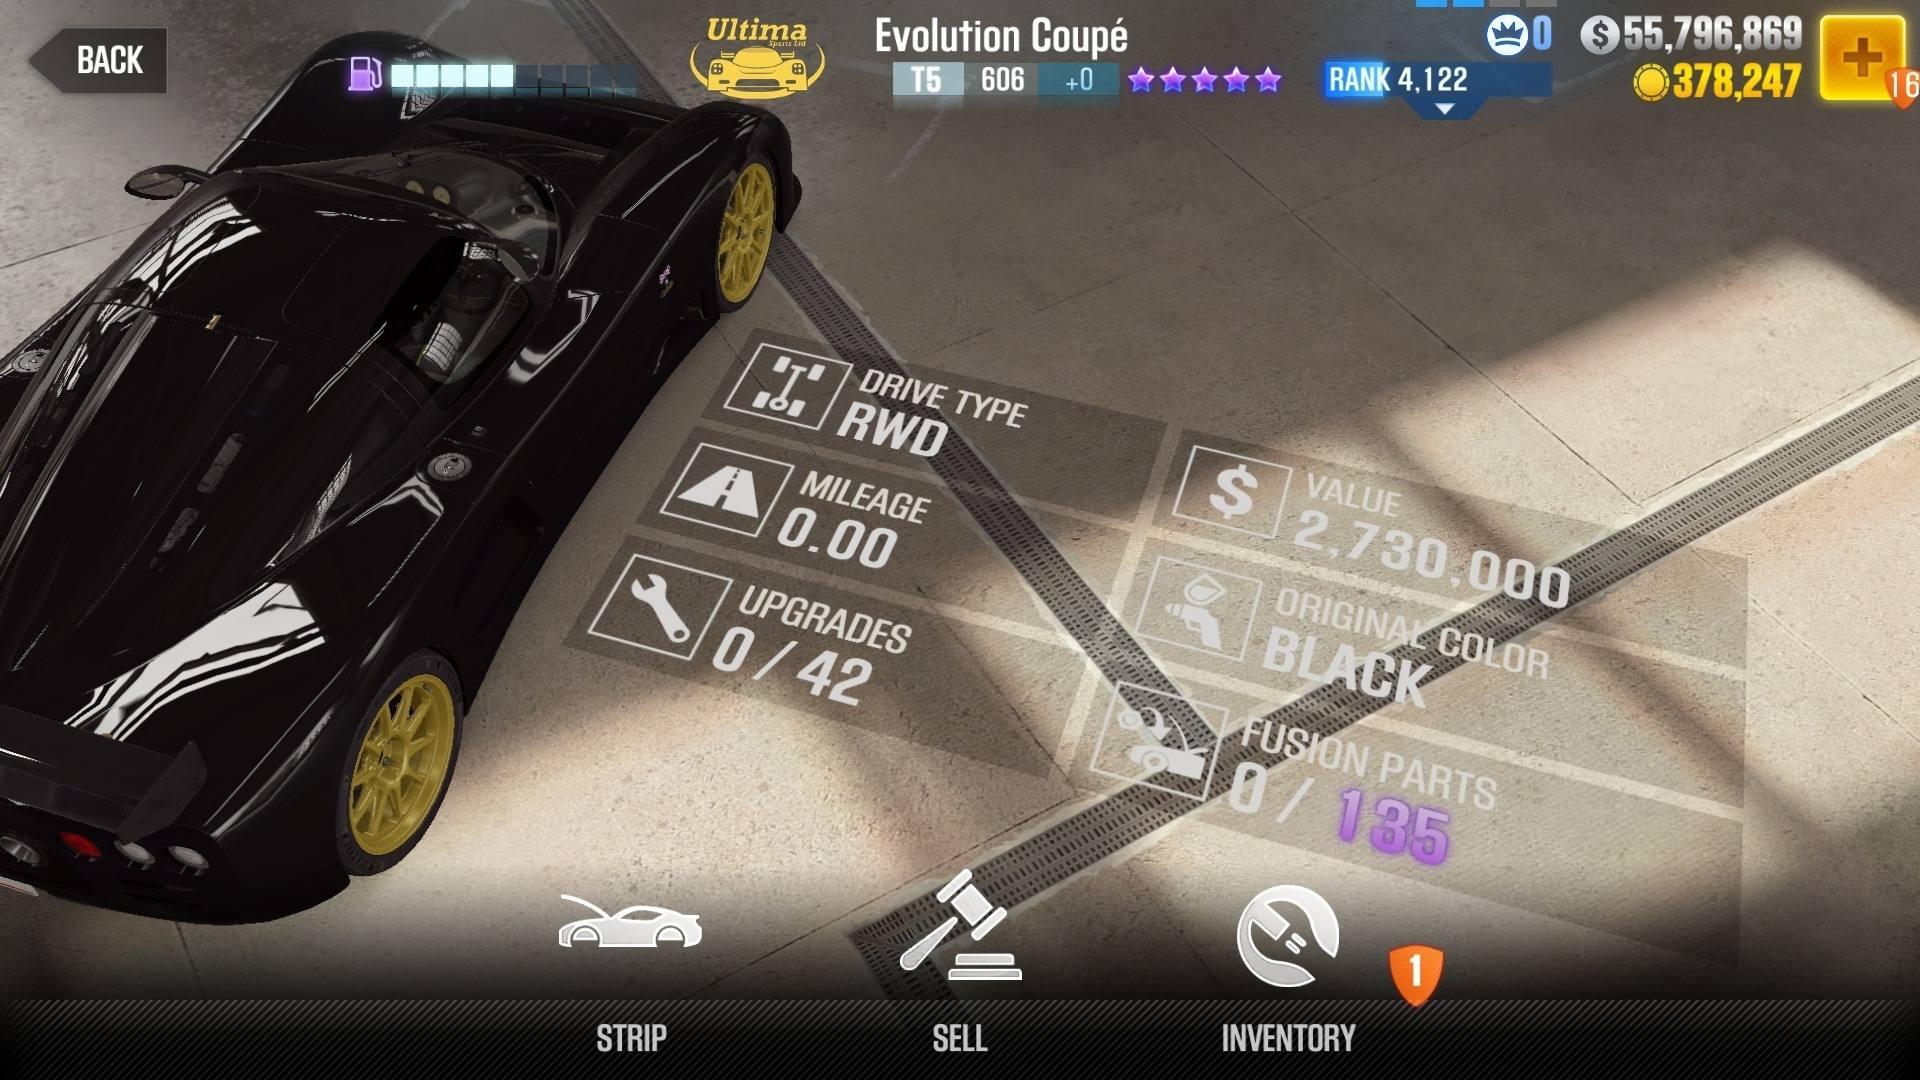 BACK
Ultima
Sports Ltd
Evolution Coupé
T5 606 +0
RANK 4,122
0
$ 55,796,869
378,247
16
DRIVE TYPE
RWD
MILEAGE
0.00
UPGRADES
0 / 42
$ VALUE
2,730,000
ORIGINAL COLOR
BLACK
FUSION PARTS
0 / 135
1
STRIP
SELL
INVENTORY